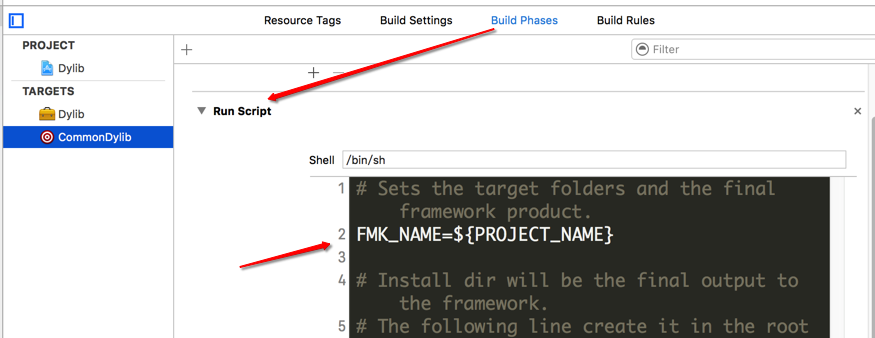 Resource Tags Build Settings Build Phases Build Rules
PROJECT
Dylib
TARGETS
Dylib
CommonDylib
+
Filter
+ −
Run Script ×
Shell /bin/sh
1 # Sets the target folders and the final
framework product.
2 FMK_NAME=${PROJECT_NAME}
3
4 # Install dir will be the final output to
the framework.
5 # The following line create it in the root